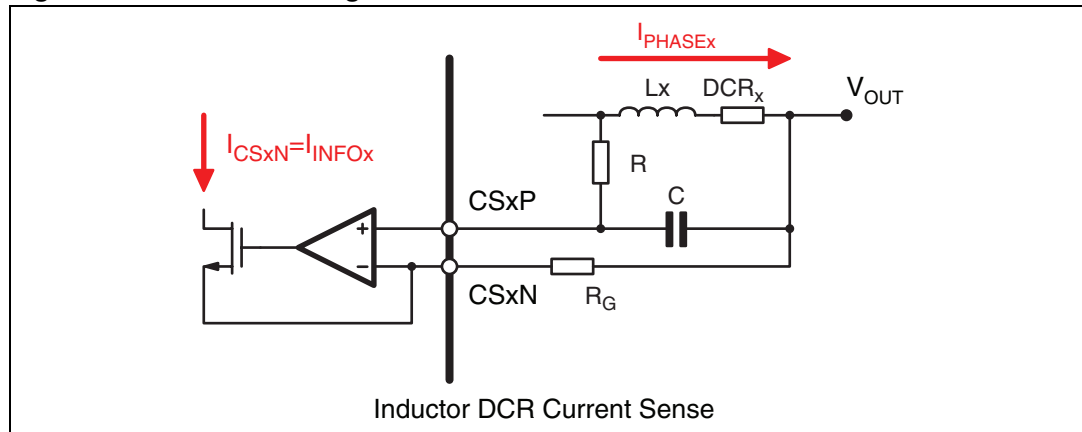 I_PHASEx
Lx
DCR_x
V_OUT
I_CSxN=I_INFOx
R
C
CSxP
+
−
CSxN
R_G
Inductor DCR Current Sense